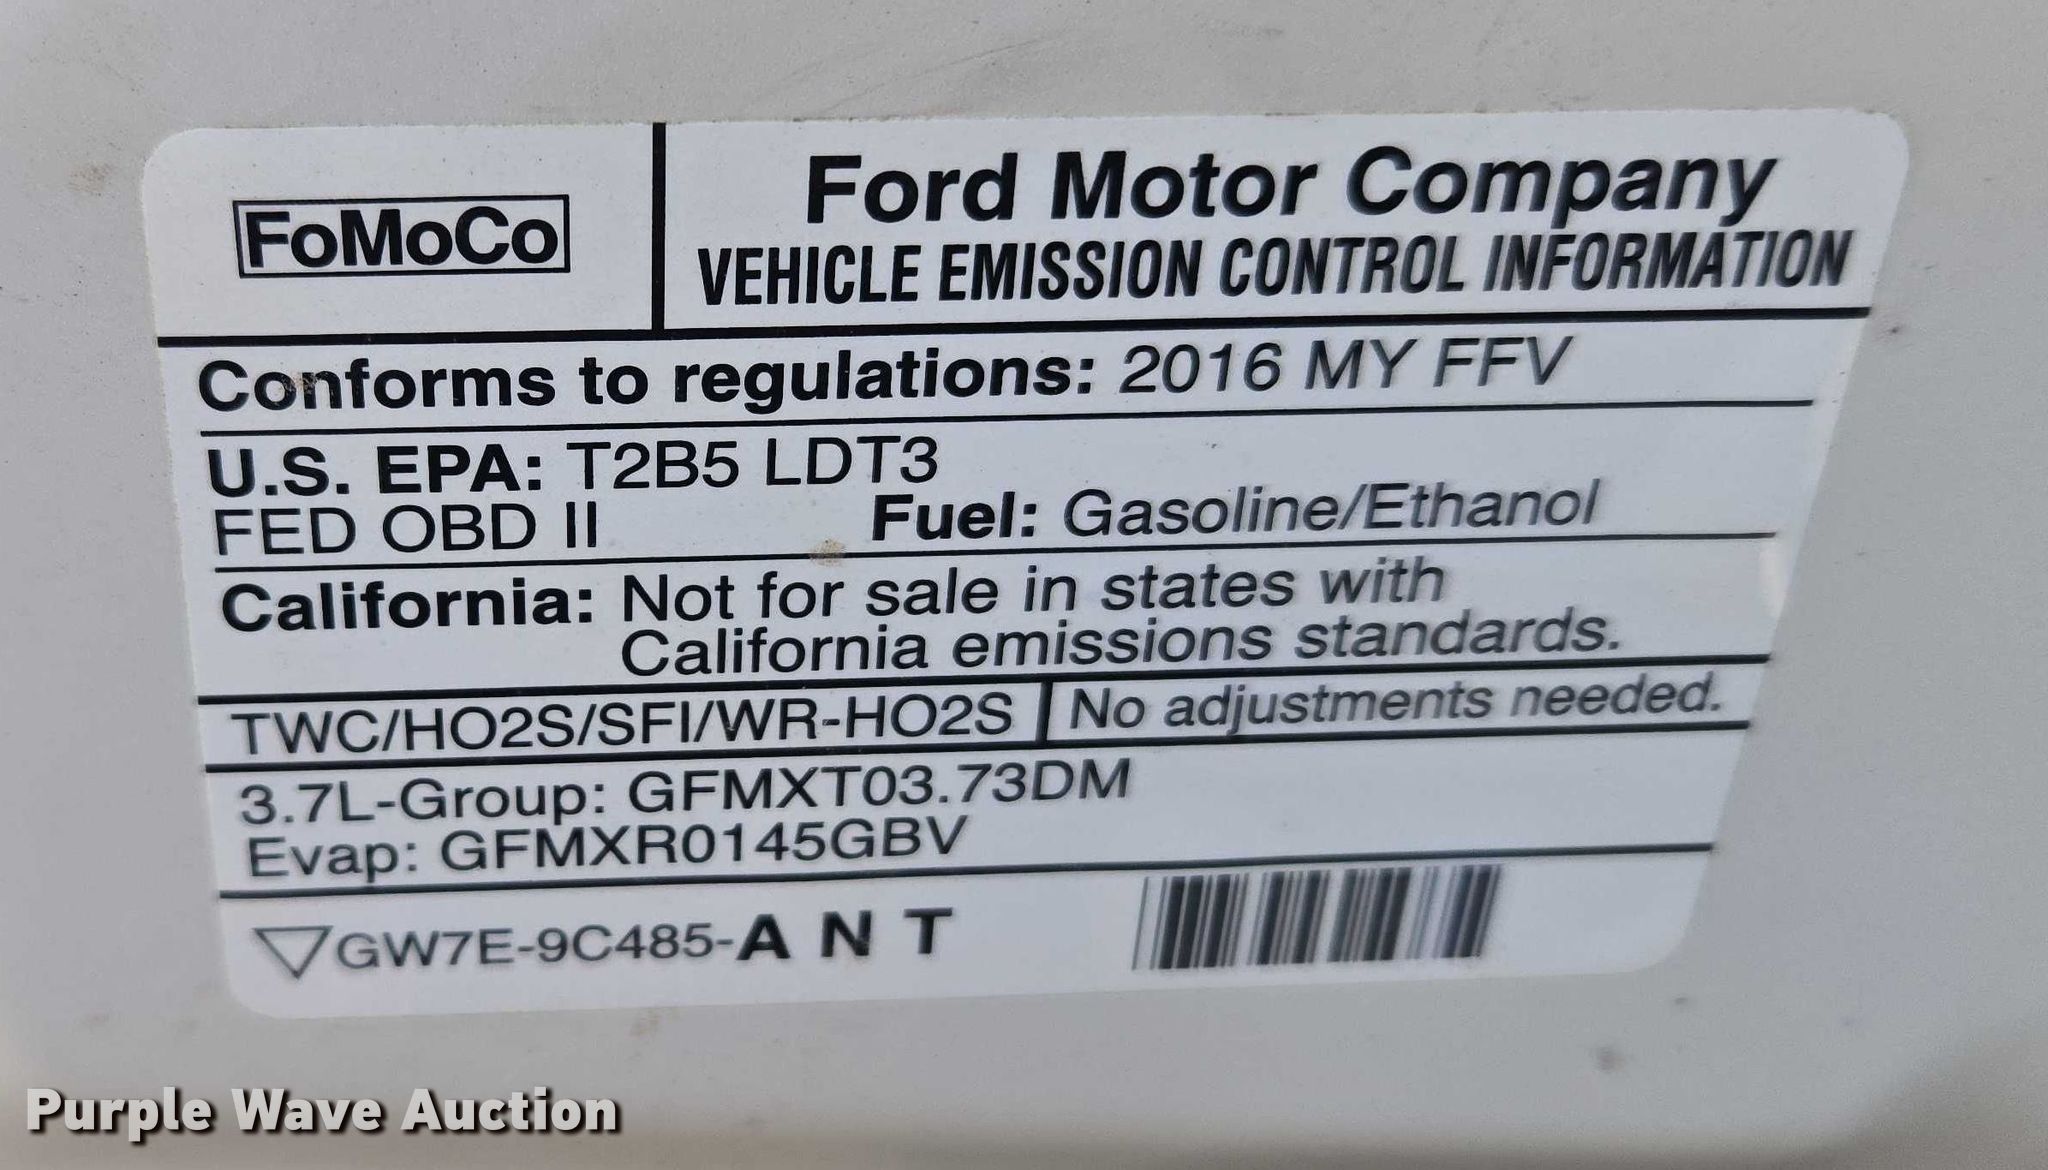 FoMoCo
Ford Motor Company
VEHICLE EMISSION CONTROL INFORMATION
Conforms to regulations: 2016 MY FFV
U.S. EPA: T2B5 LDT3
FED OBD II Fuel: Gasoline/Ethanol
California: Not for sale in states with
California emissions standards.
TWC/HO2S/SFI/WR-HO2S No adjustments needed.
3.7L-Group: GFMXT03.73DM
Evap: GFMXR0145GBV
GW7E-9C485-A N T
Purple Wave Auction